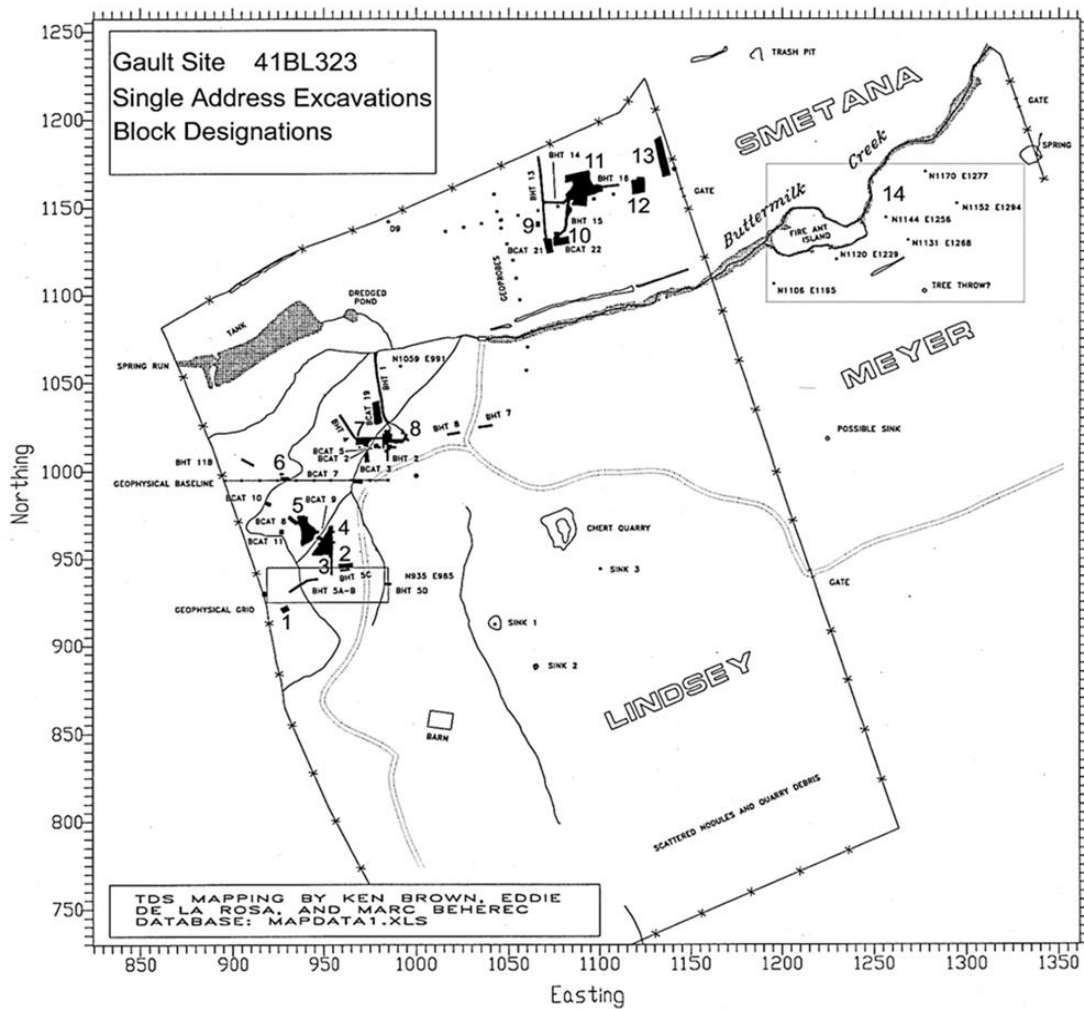 Gault Site 41BL323
Single Address Excavations
Block Designations
TRASH PIT
SMETANA
GATE
SPRING
Buttermilk Creek
14
N1170 E1277
N1152 E1294
N1144 E1256
N1131 E1268
FIRE ANT
ISLAND
N1120 E1229
N1106 E1195
TREE THROW?
BHT 14
11
13
BHT 13
BHT 16
12
GATE
BHT 15
9
10
BCAT 21
BCAT 22
GEOPROBES
DREDGED
POND
TANK
SPRING RUN
N1059 E991
BHT 1
BCAT 19
MEYER
POSSIBLE SINK
BHT
7
8
BHT 8
BHT 7
BCAT 5
BCAT 2
BCAT 3
BHT 2
BHT 11B
6
BCAT 7
GEOPHYSICAL BASELINE
BCAT 10
BCAT 9
BCAT 8
5
4
BCAT 11
3
2
BHT 5C
N935 E985
BHT 5A-B
BHT 5D
GEOPHYSICAL GRID
1
CHERT QUARRY
SINK 3
GATE
SINK 1
SINK 2
LINDSEY
BARN
SCATTERED NODULES AND QUARRY DEBRIS
TDS MAPPING BY KEN BROWN, EDDIE
DE LA ROSA, AND MARC BEHEREC
DATABASE: MAPDATA1.XLS
Northing
1250
1200
1150
1100
1050
1000
950
900
850
800
750
850 900 950 1000 1050 1100 1150 1200 1250 1300 1350
Easting